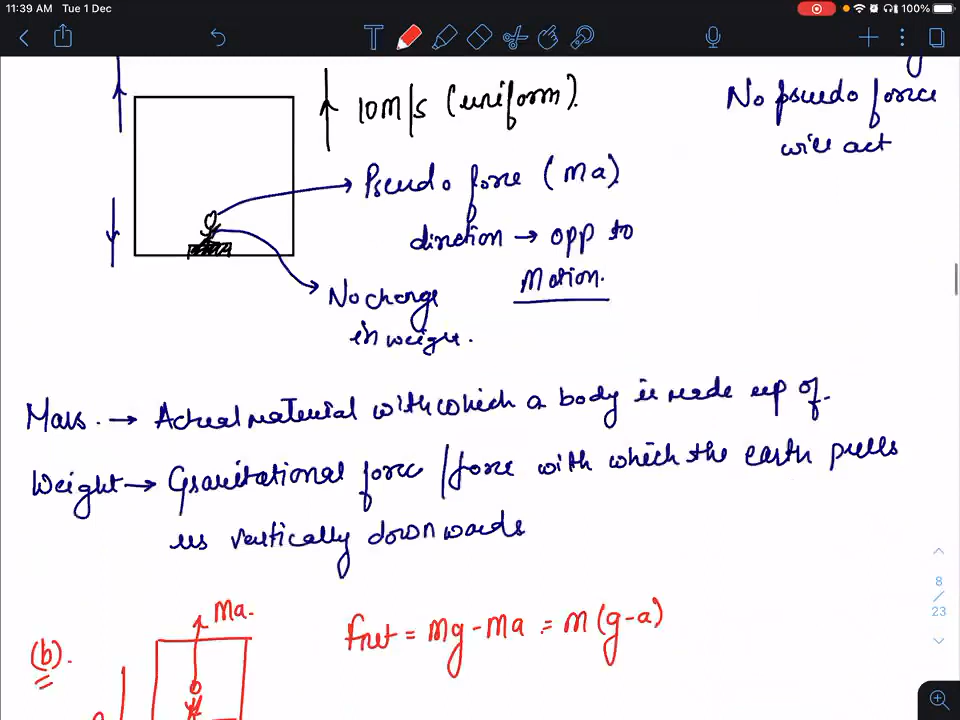 11:39 AM Tue 1 Dec
100%
10M/s (uniform).
No pseudo force
will act
Pseudo force (Ma).
direction → opp to
Motion.
No change
in weight.
Mass. → Actual material with which a body is made up of.
Weight → Gravitational force / force with which the earth pulls
us vertically downwards
8
/
23
Ma.
(b).
Fnet = Mg - Ma = M (g-a)